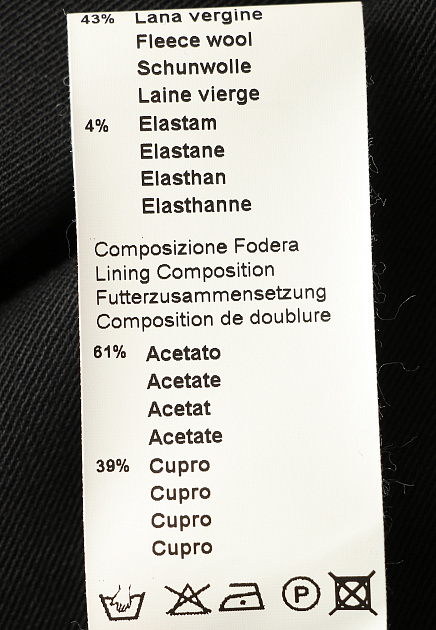 43% Lana vergine
Fleece wool
Schunwolle
Laine vierge
4% Elastam
Elastane
Elasthan
Elasthanne
Composizione Fodera
Lining Composition
Futterzusammensetzung
Composition de doublure
61% Acetato
Acetate
Acetat
Acetate
39% Cupro
Cupro
Cupro
Cupro
P